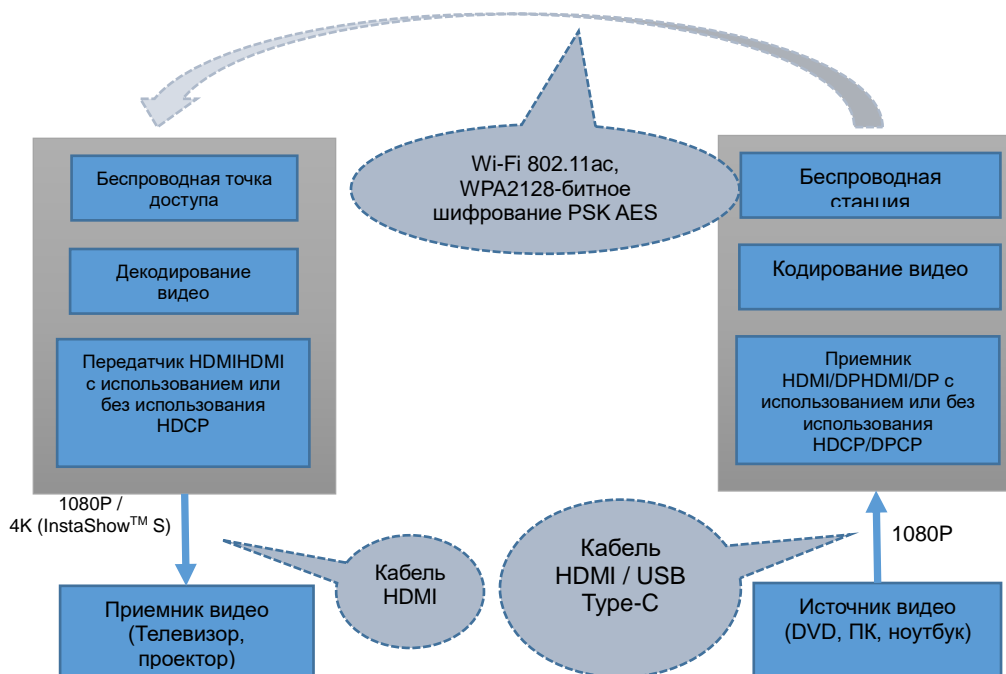 Wi-Fi 802.11ac,
WPA2128-битное
шифрование PSK AES
Беспроводная точка
доступа
Декодирование
видео
Передатчик HDMIHDMI
с использованием или
без использования
HDCP
1080P /
4K (InstaShow™ S)
Кабель
HDMI
Приемник видео
(Телевизор,
проектор)
Беспроводная
станция
Кодирование видео
Приемник
HDMI/DPHDMI/DP с
использованием или без
использования
HDCP/DPCP
1080P
Кабель
HDMI / USB
Type-C
Источник видео
(DVD, ПК, ноутбук)